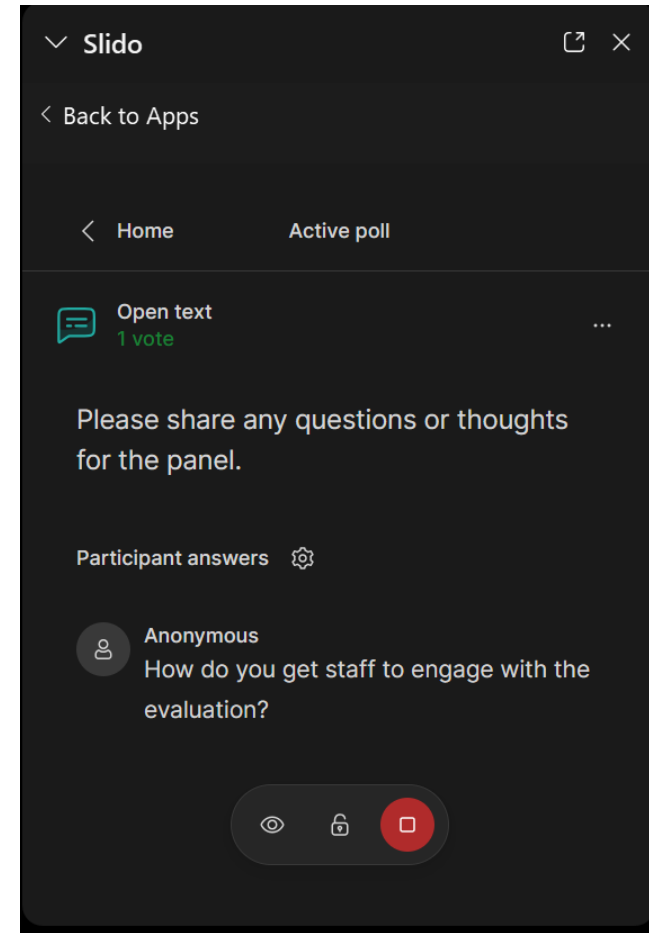 Slido
Back to Apps
Home
Active poll
Open text
1 vote
...
Please share any questions or thoughts
for the panel.
Participant answers
Anonymous
How do you get staff to engage with the
evaluation?